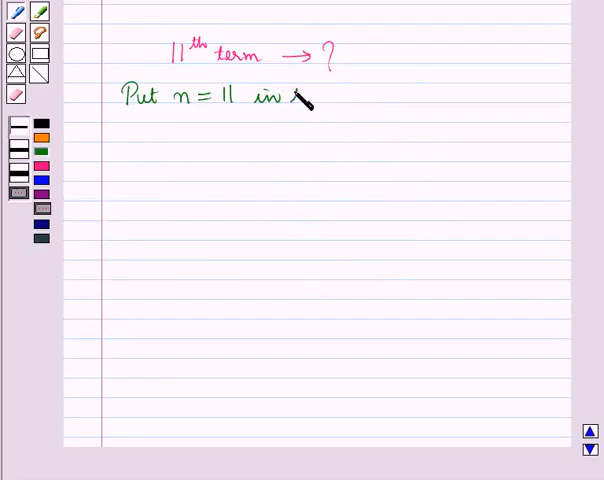 11th term → ?
Put n = 11 in